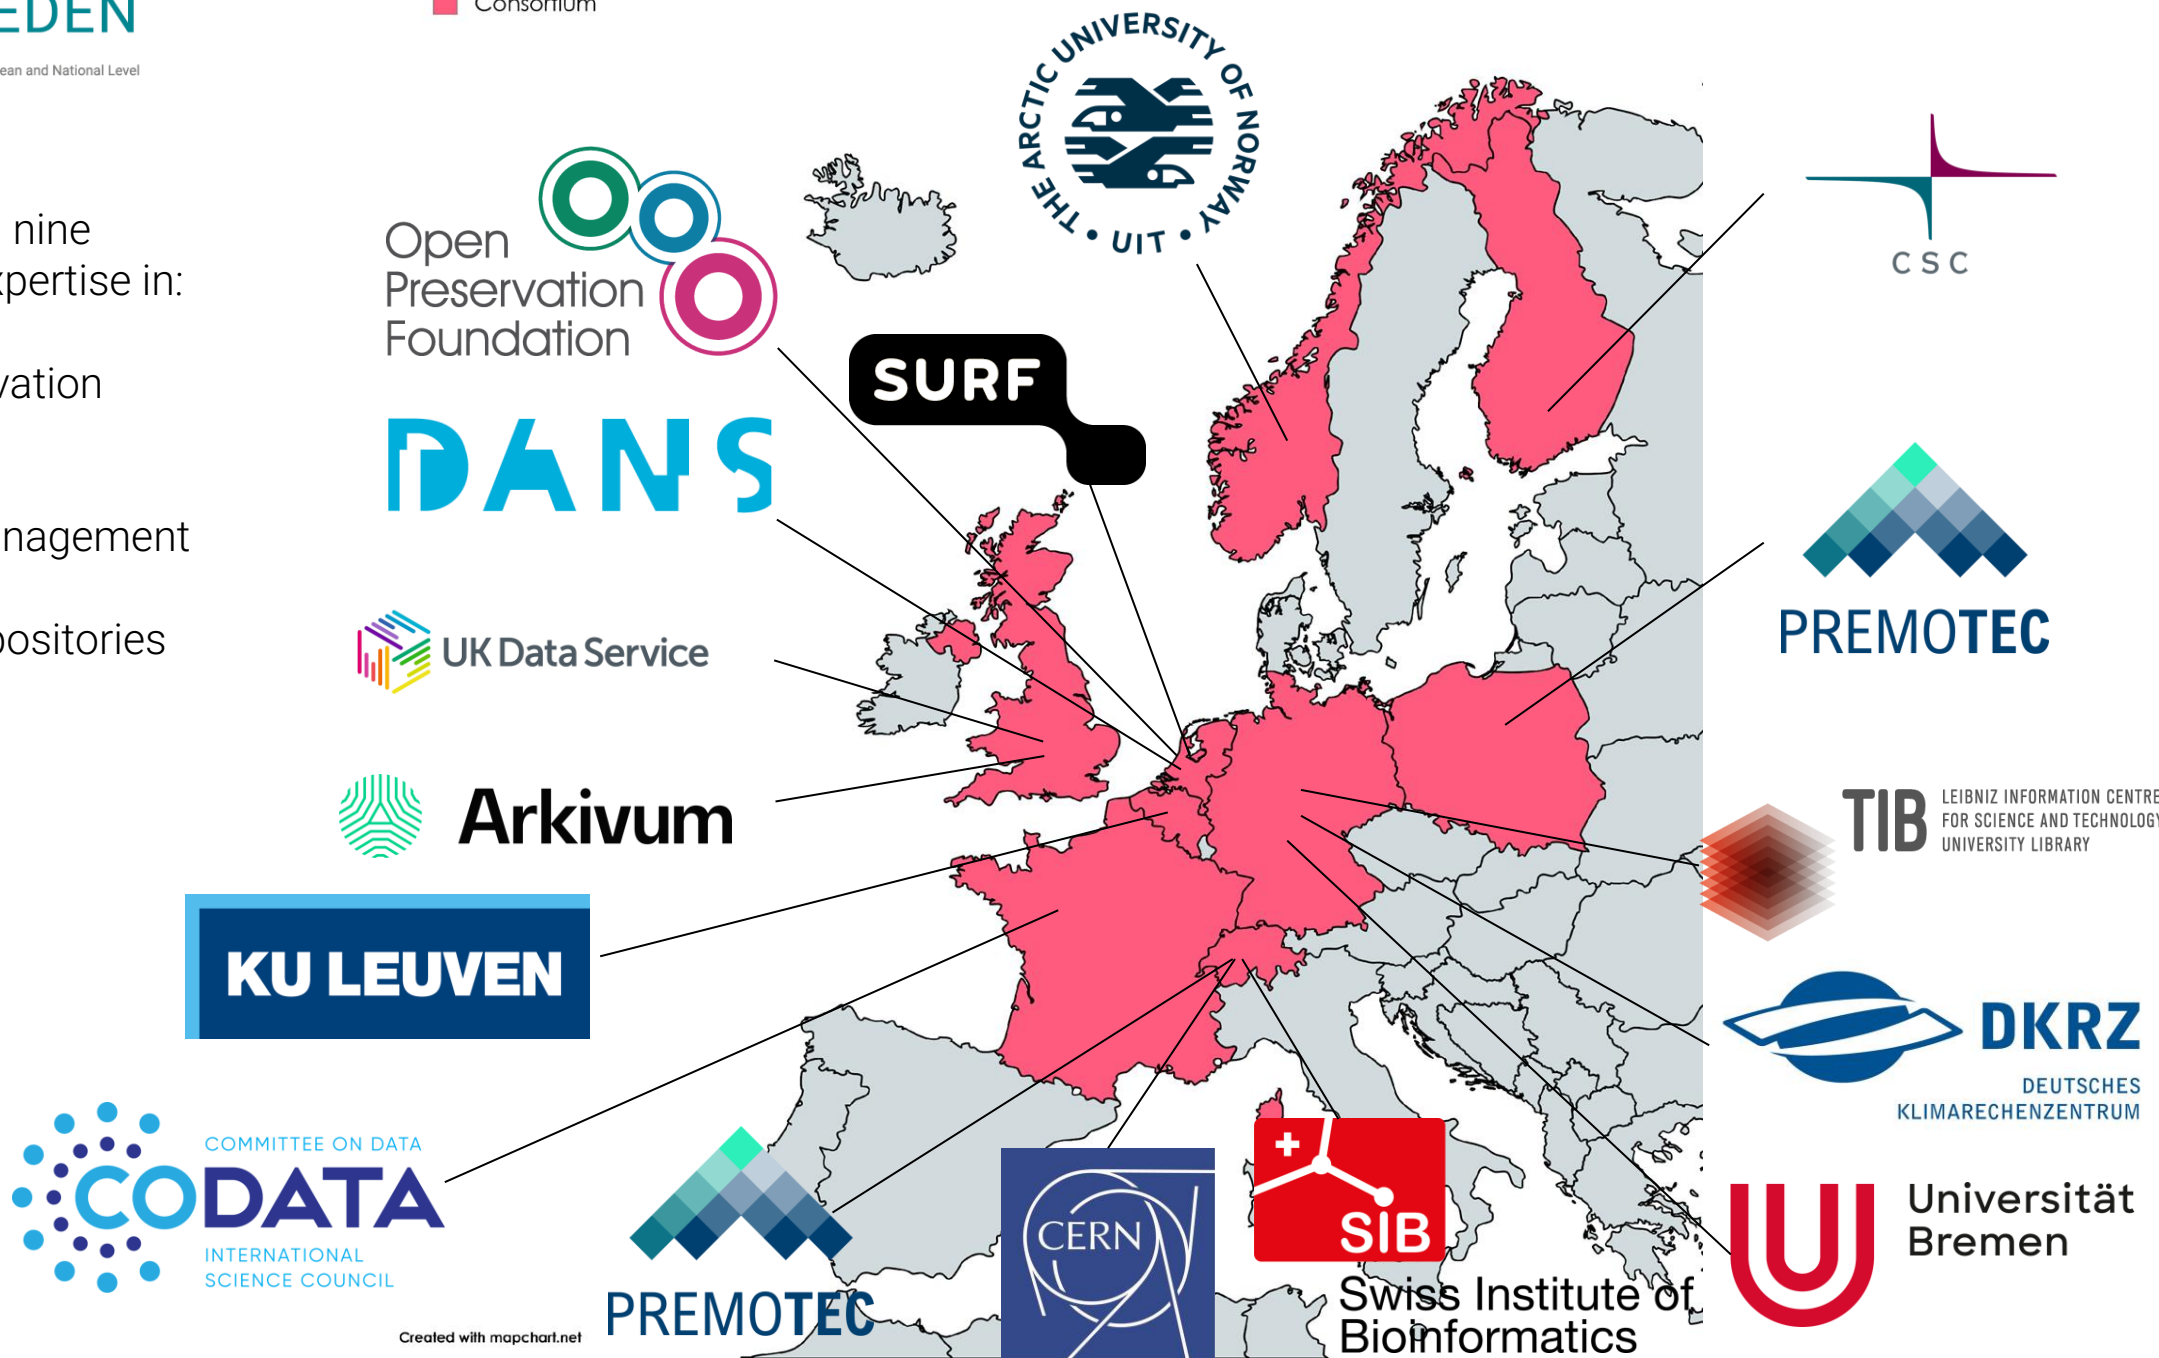 EDEN
ean and National Level
Consortium
nine
xpertise in:
vation
nagement
positories
THE ARCTIC UNIVERSITY OF NORWAY
• UIT •
Open
Preservation
Foundation
SURF
DANS
UK Data Service
Arkivum
KU LEUVEN
COMMITTEE ON DATA
CODATA
INTERNATIONAL
SCIENCE COUNCIL
Created with mapchart.net
PREMOTEC
CERN
SIB
Swiss Institute of
Bioinformatics
CSC
PREMOTEC
TIB
LEIBNIZ INFORMATION CENTRE
FOR SCIENCE AND TECHNOLOGY
UNIVERSITY LIBRARY
DKRZ
DEUTSCHES
KLIMARECHENZENTRUM
Universität
Bremen